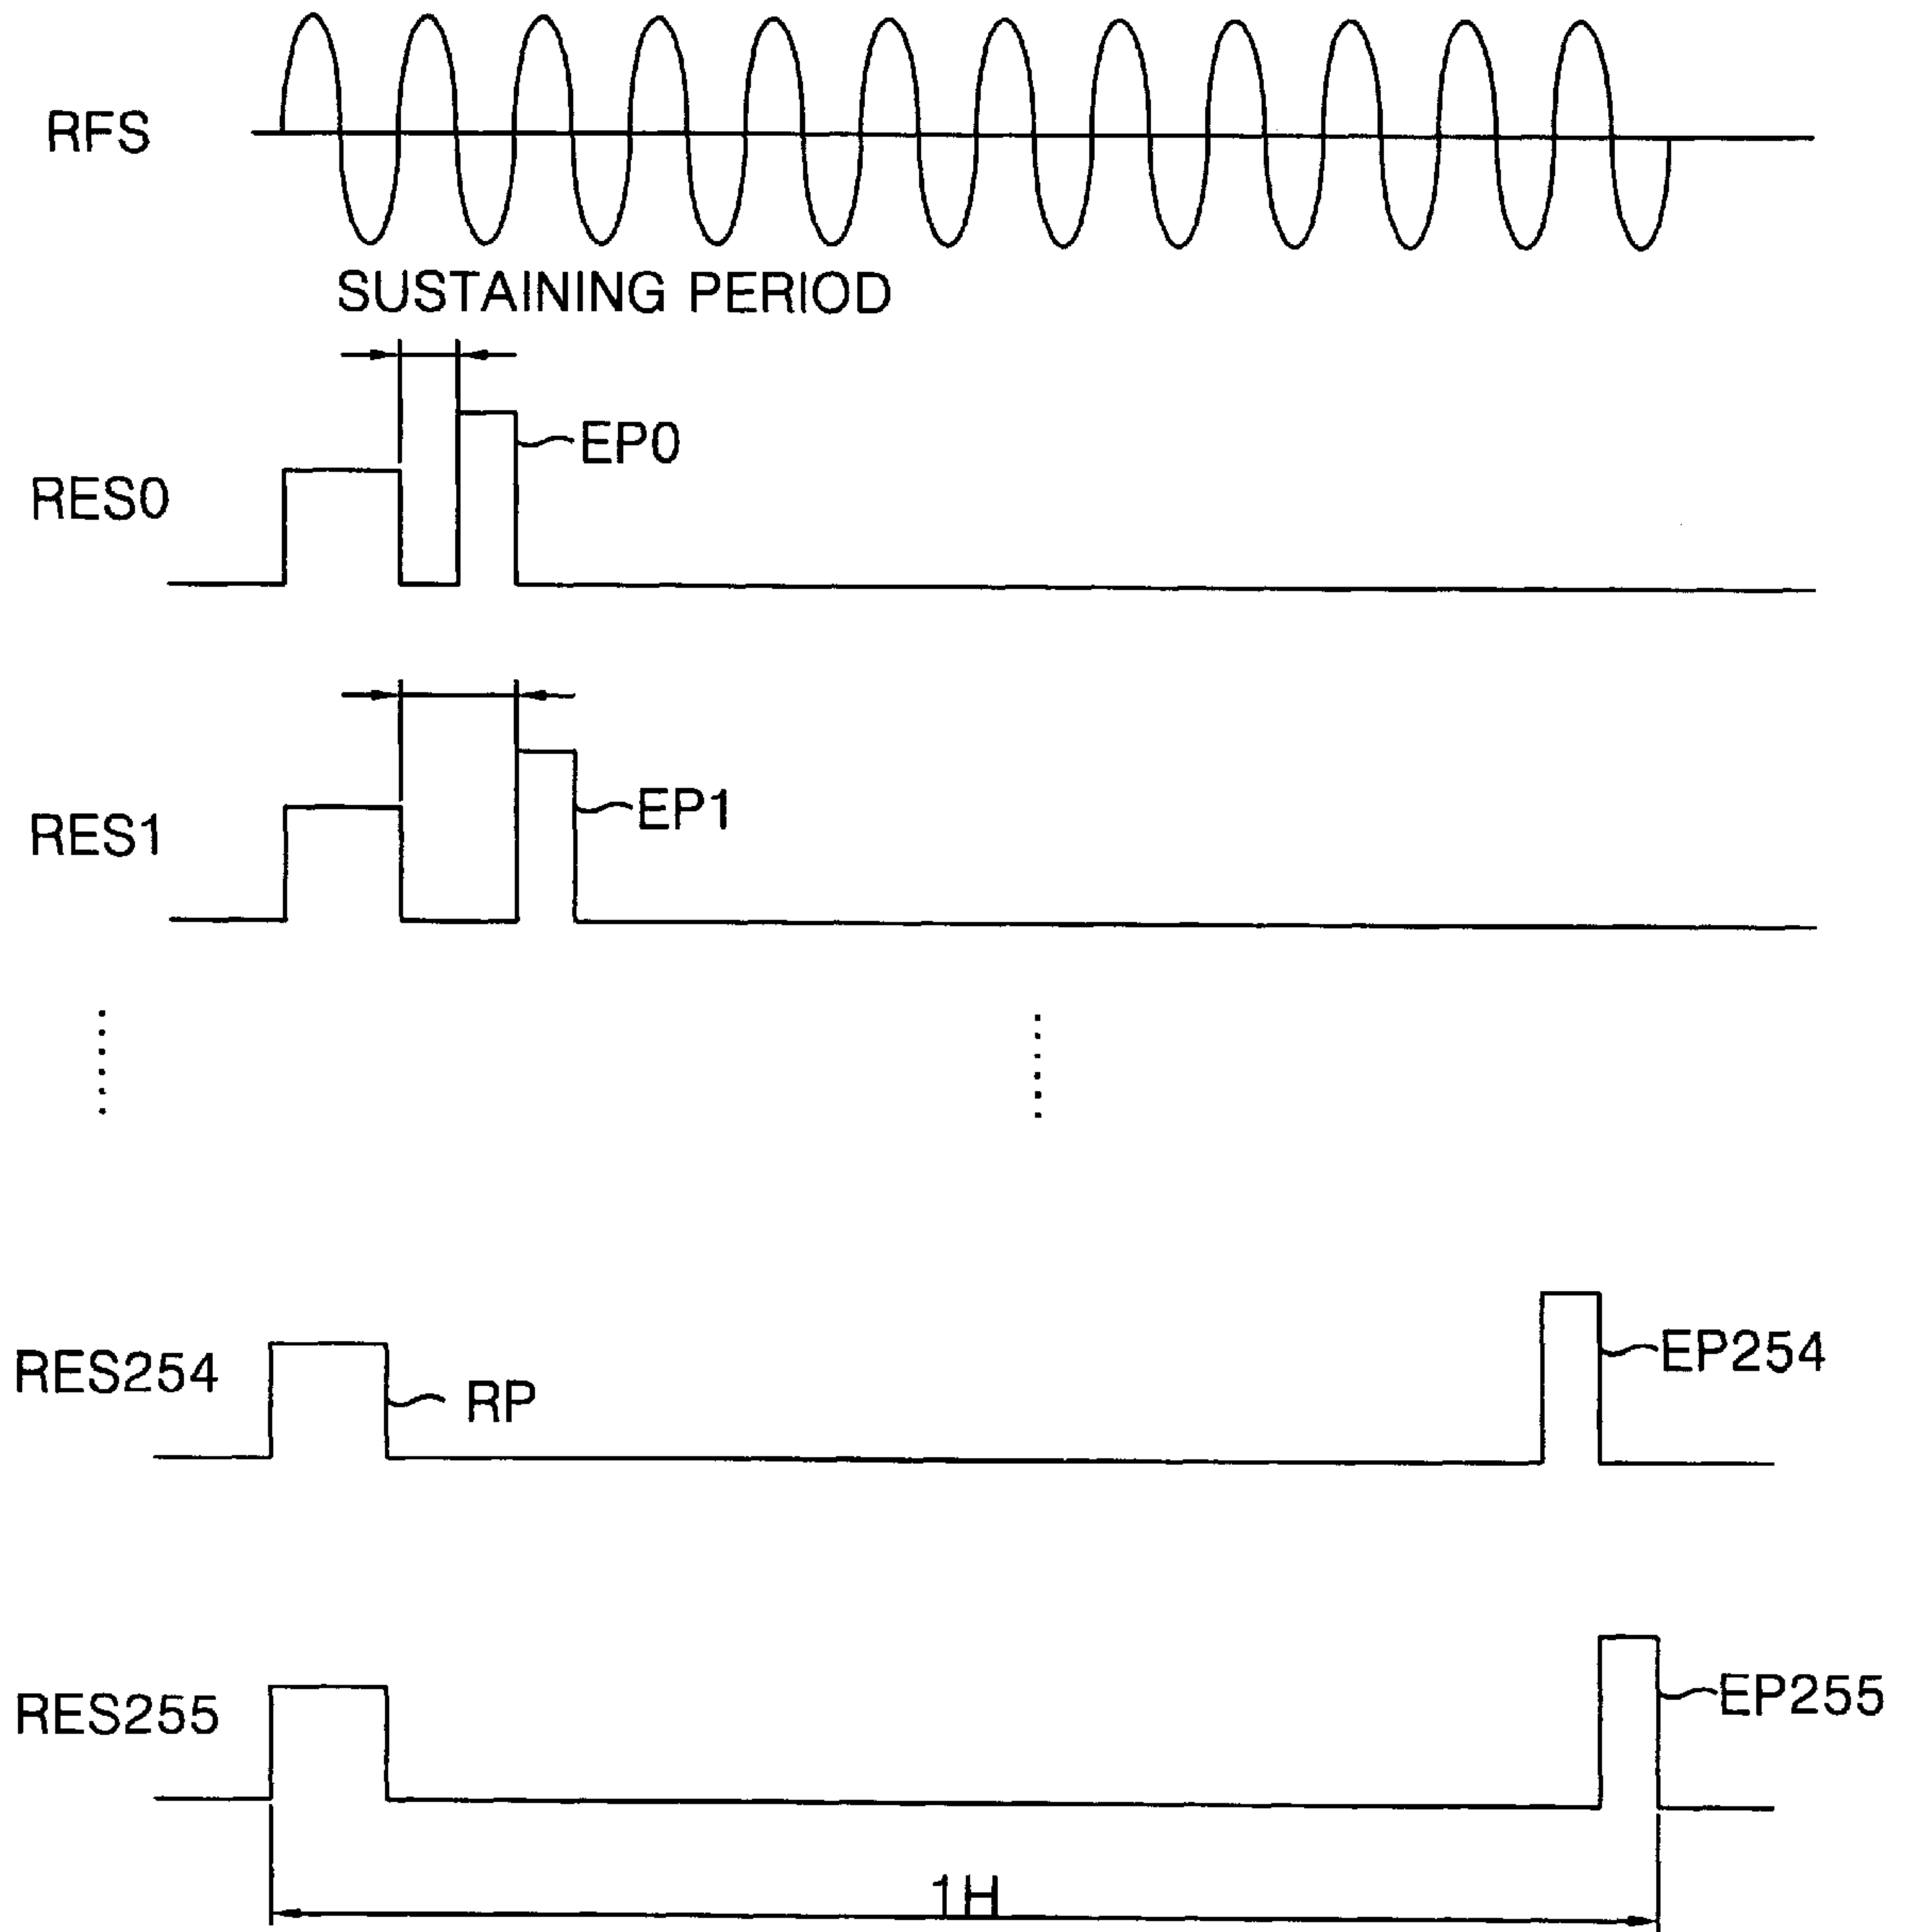 RFS
SUSTAINING PERIOD
EP0
RES0
EP1
RES1
EP254
RES254
RP
EP255
RES255
1H